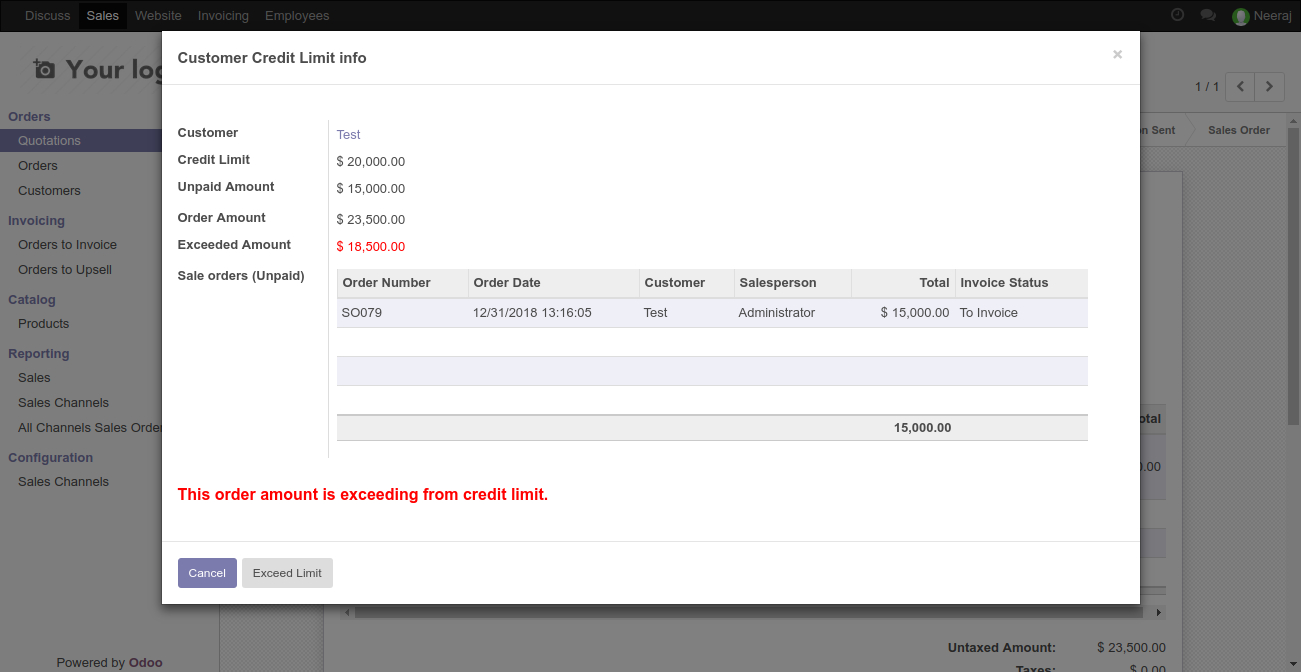 Discuss Sales Website Invoicing Employees Neeraj
Customer Credit Limit info ×
Your log
1 / 1
Orders
Quotations
Orders
Customers
Invoicing
Orders to Invoice
Orders to Upsell
Catalog
Products
Reporting
Sales
Sales Channels
All Channels Sales Order
Configuration
Sales Channels
Powered by Odoo
n Sent Sales Order
Customer Test
Credit Limit $ 20,000.00
Unpaid Amount $ 15,000.00
Order Amount $ 23,500.00
Exceeded Amount $ 18,500.00
Sale orders (Unpaid)
Order Number Order Date Customer Salesperson Total Invoice Status
SO079 12/31/2018 13:16:05 Test Administrator $ 15,000.00 To Invoice
15,000.00
This order amount is exceeding from credit limit.
Cancel Exceed Limit
otal
0.00
Untaxed Amount: $ 23,500.00
Taxes: $ 0.00